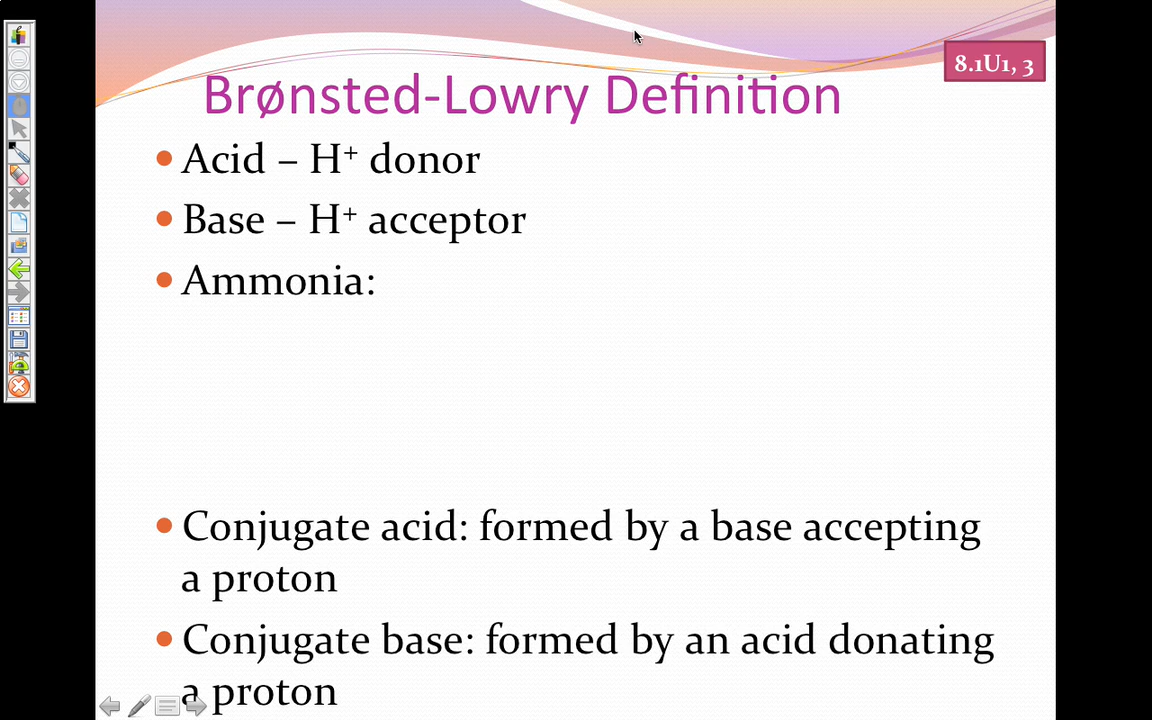 8.1U1, 3
Brønsted-Lowry Definition
Acid – H⁺ donor
Base – H⁺ acceptor
Ammonia:
Conjugate acid: formed by a base accepting
a proton
Conjugate base: formed by an acid donating
a proton